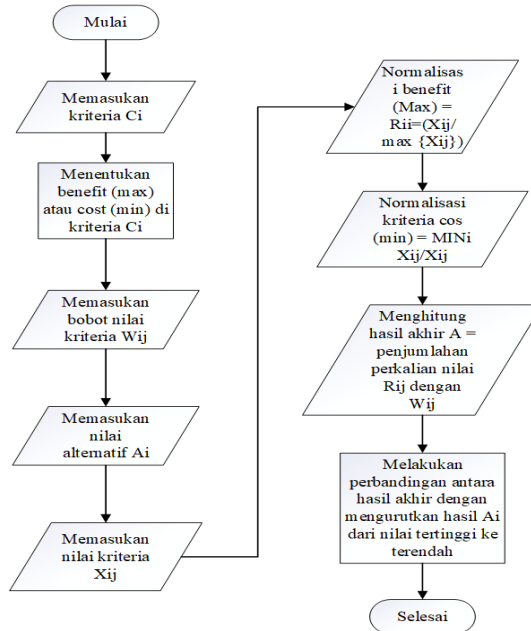 Mulai
Memasukan
kriteria Ci
Menentukan
benefit (max)
atau cost (min) di
kriteria Ci
Memasukan
bobot nilai
kriteria Wij
Memasukan
nilai
alternatif Ai
Memasukan
nilai kriteria
Xij
Normalisas
i benefit
(Max) =
Rii=(Xij/
max {Xij})
Normalisasi
kriteria cos
(min) = MINi
Xij/Xij
Menghitung
hasil akhir A =
penjumlahan
perkalian nilai
Rij dengan
Wij
Melakukan
perbandingan antara
hasil akhir dengan
mengurutkan hasil Ai
dari nilai tertinggi ke
terendah
Selesai